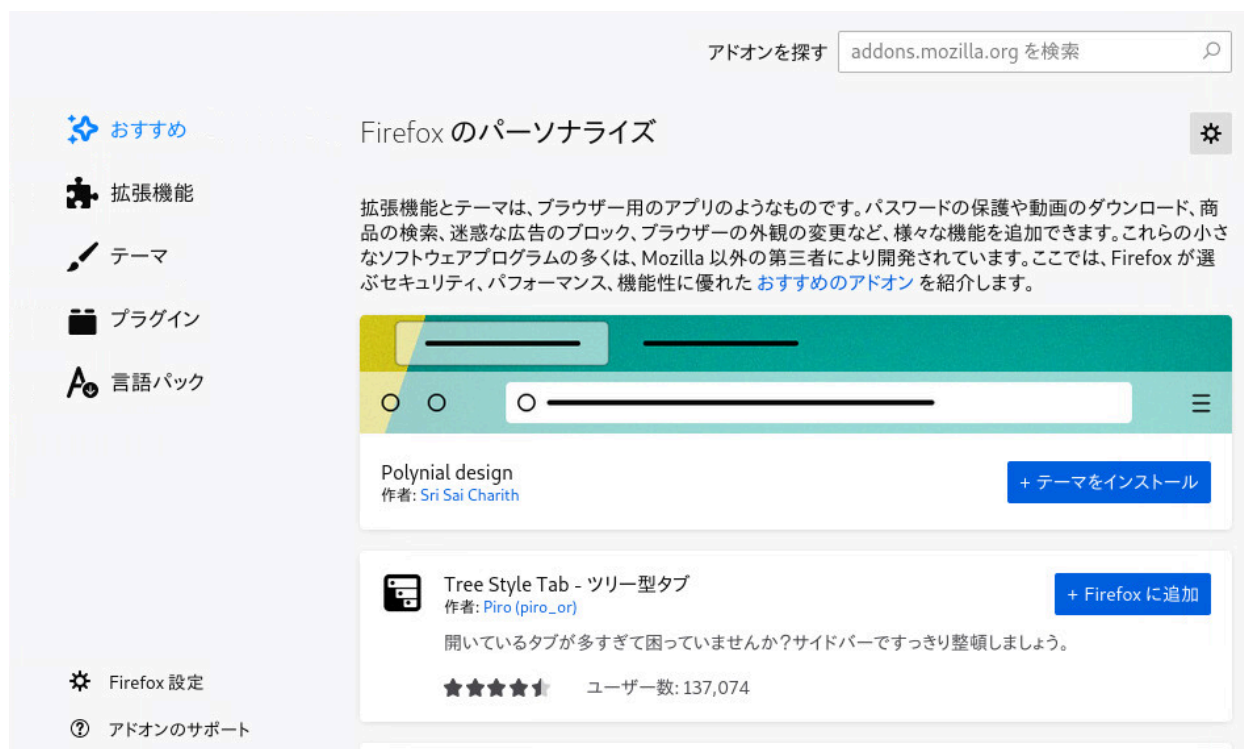 アドオンを探す addons.mozilla.org を検索
おすすめ
拡張機能
テーマ
プラグイン
言語パック
Firefox 設定
アドオンのサポート
Firefox のパーソナライズ
拡張機能とテーマは、ブラウザー用のアプリのようなものです。パスワードの保護や動画のダウンロード、商
品の検索、迷惑な広告のブロック、ブラウザーの外観の変更など、様々な機能を追加できます。これらの小さ
なソフトウェアプログラムの多くは、Mozilla 以外の第三者により開発されています。ここでは、Firefox が選
ぶセキュリティ、パフォーマンス、機能性に優れた おすすめのアドオン を紹介します。
Polynial design
作者: Sri Sai Charith
+ テーマをインストール
Tree Style Tab - ツリー型タブ
作者: Piro (piro_or)
+ Firefox に追加
開いているタブが多すぎて困っていませんか?サイドバーですっきり整頓しましょう。
ユーザー数: 137,074